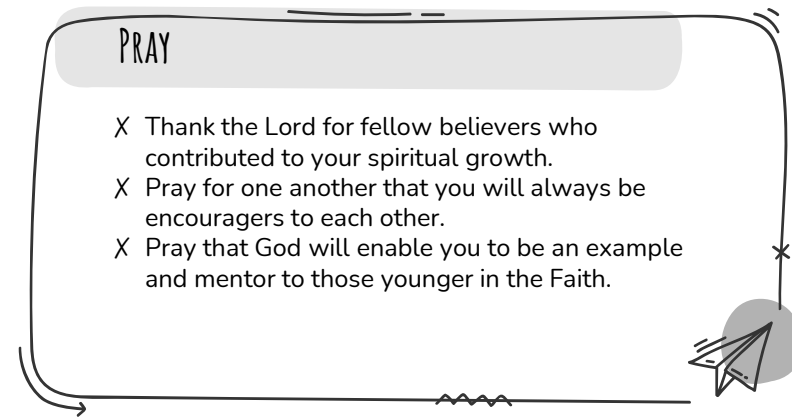 PRAY
✗ Thank the Lord for fellow believers who
contributed to your spiritual growth.
✗ Pray for one another that you will always be
encouragers to each other.
✗ Pray that God will enable you to be an example
and mentor to those younger in the Faith.